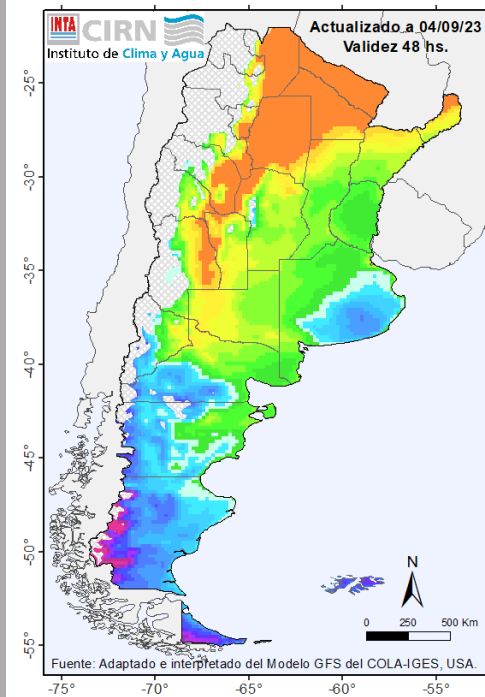 INTA CIRN
Instituto de Clima y Agua
Actualizado a 04/09/23
Validez 48 hs.
-25°
-30°
-35°
-40°
-45°
-50°
-55°
N
0 250 500 Km
Fuente: Adaptado e interpretado del Modelo GFS del COLA-IGES, USA.
-75° -70° -65° -60° -55°